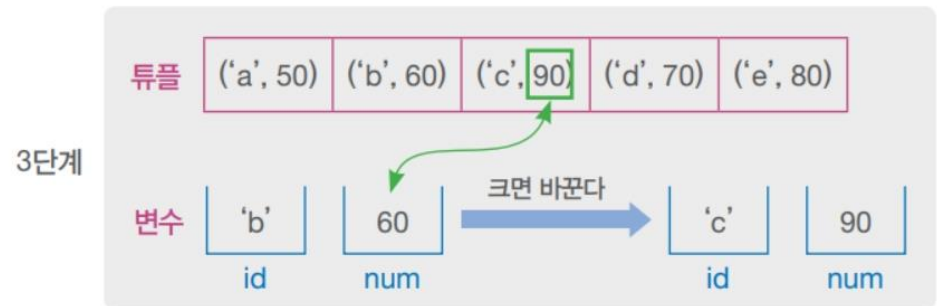 튜플 ('a', 50) ('b', 60) ('c', 90) ('d', 70) ('e', 80)
3단계
크면 바꾼다
변수 'b' 60 'c' 90
id num id num